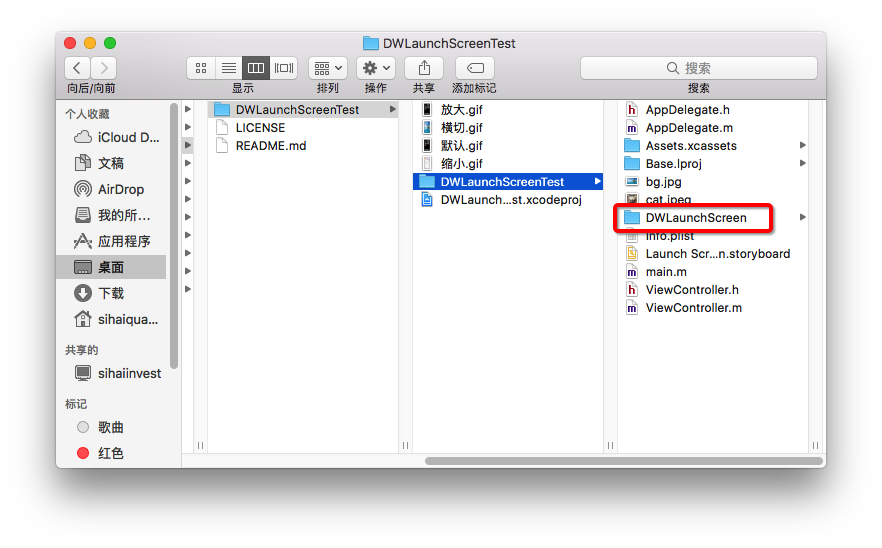 DWLaunchScreenTest
向后/向前
显示
排列
操作
共享
添加标记
搜索
搜索
个人收藏
iCloud D...
文稿
AirDrop
我的所...
应用程序
桌面
下载
sihaiqua...
共享的
sihaiinvest
标记
歌曲
红色
DWLaunchScreenTest
LICENSE
README.md
放大.gif
横切.gif
默认.gif
缩小.gif
DWLaunchScreenTest
DWLaunch...st.xcodeproj
AppDelegate.h
AppDelegate.m
Assets.xcassets
Base.lproj
bg.jpg
cat.jpeg
DWLaunchScreen
Info.plist
Launch Scr...n.storyboard
main.m
ViewController.h
ViewController.m